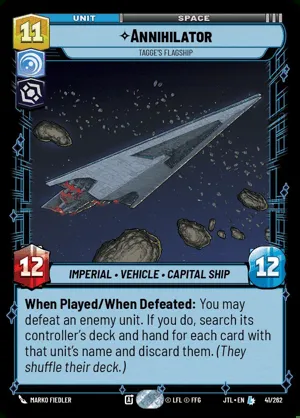 11
UNIT
SPACE
ANNIHILATOR
TAGGE'S FLAGSHIP
12
IMPERIAL • VEHICLE • CAPITAL SHIP
12
When Played/When Defeated: You may
defeat an enemy unit. If you do, search its
controller's deck and hand for each card with
that unit's name and discard them. (They
shuffle their deck.)
MARKO FIEDLER
© LFL © FFG
JTL • EN
41/262